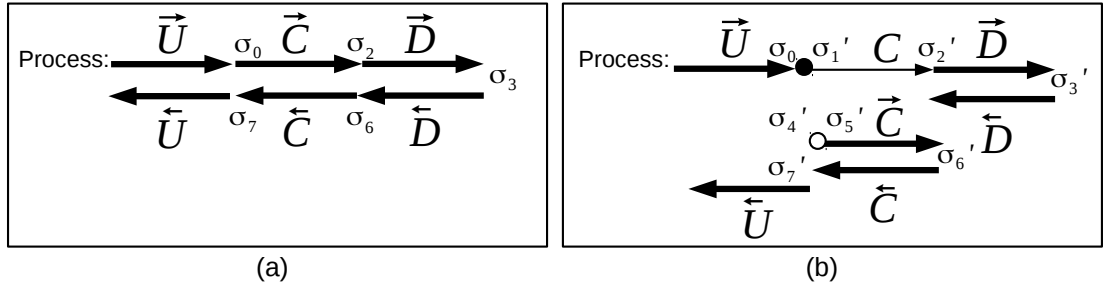 Process: U⃗ σ₀ C⃗ σ₂ D⃗ σ₃
U⃖ σ₇ C⃖ σ₆ D⃖
(a)
Process: U⃗ σ₀ σ₁′ C σ₂′ D⃗ σ₃′
σ₄′ σ₅′ C⃗ σ₆′ D⃖
σ₇′ C⃖
U⃖
(b)